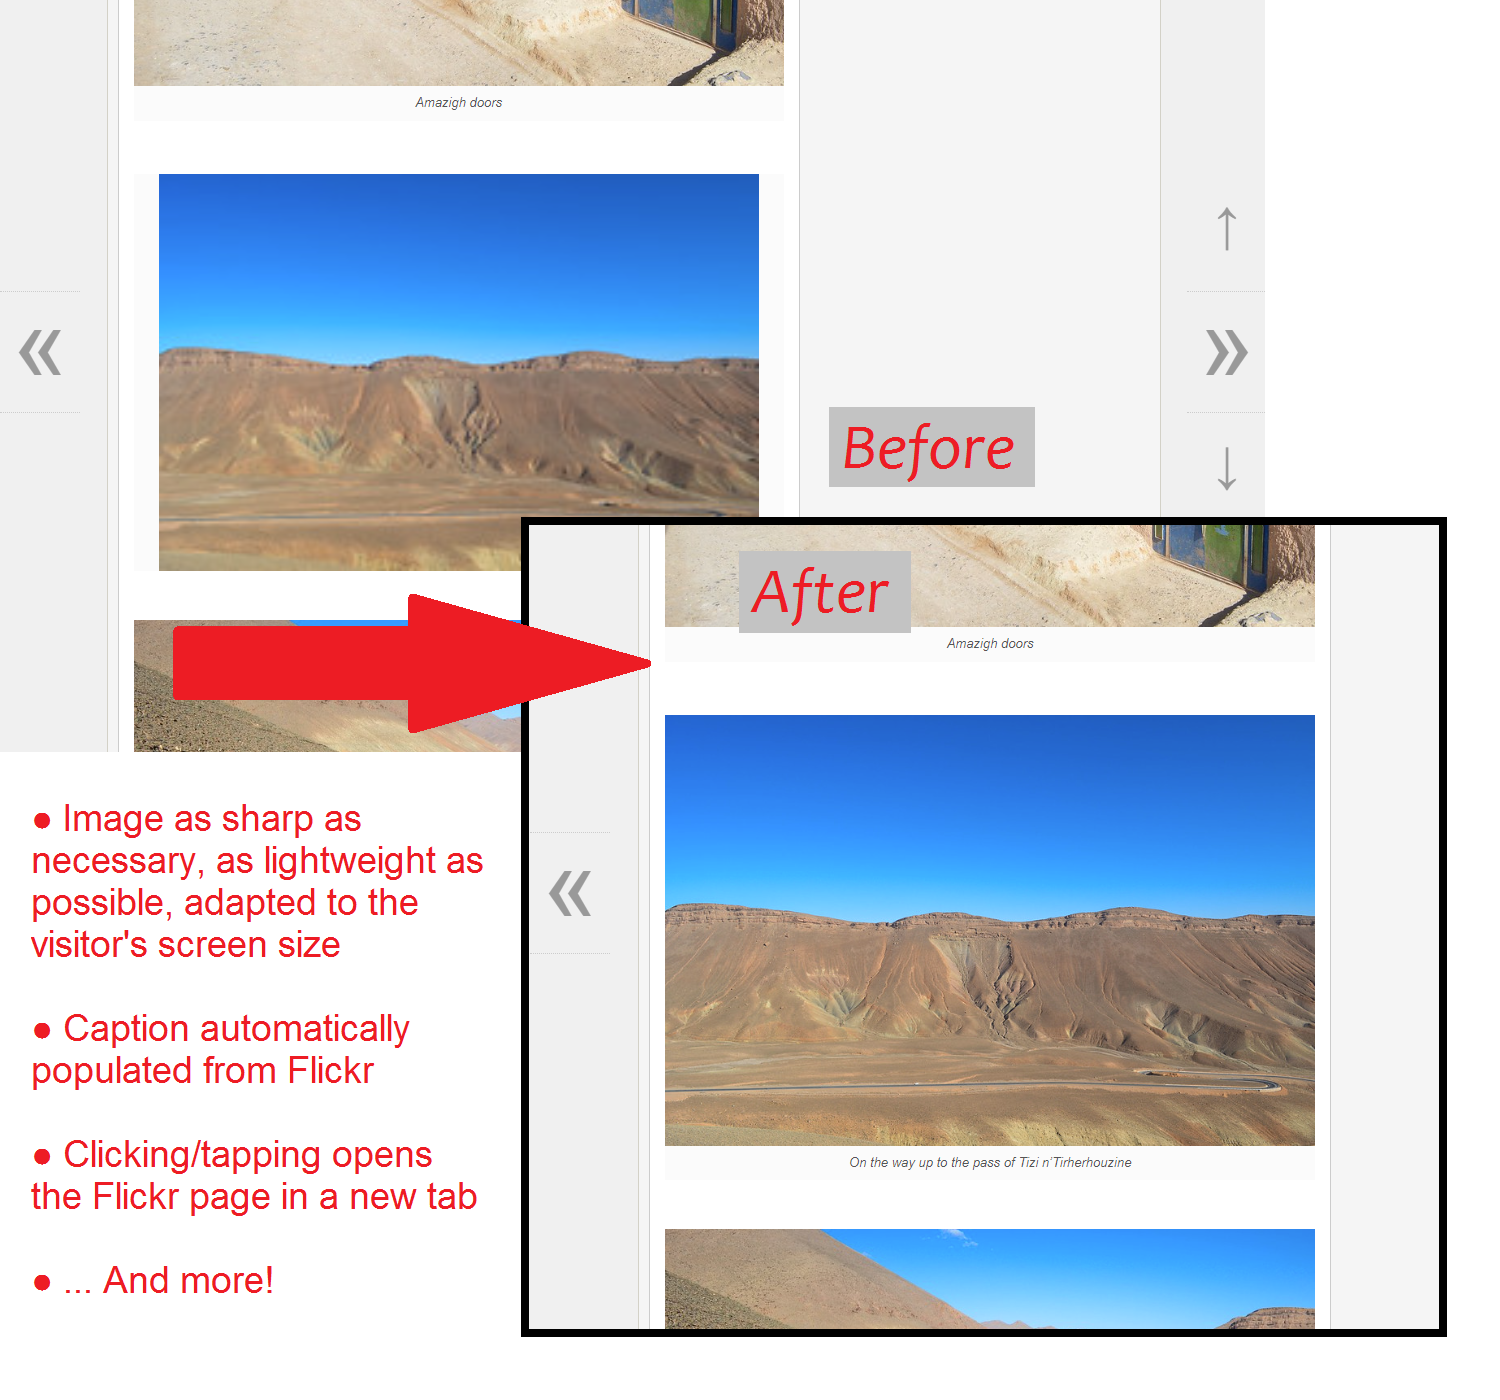 Amazigh doors
Before
After
Amazigh doors
On the way up to the pass of Tizi n'Tirherhouzine
● Image as sharp as
necessary, as lightweight as
possible, adapted to the
visitor's screen size
● Caption automatically
populated from Flickr
● Clicking/tapping opens
the Flickr page in a new tab
● ... And more!